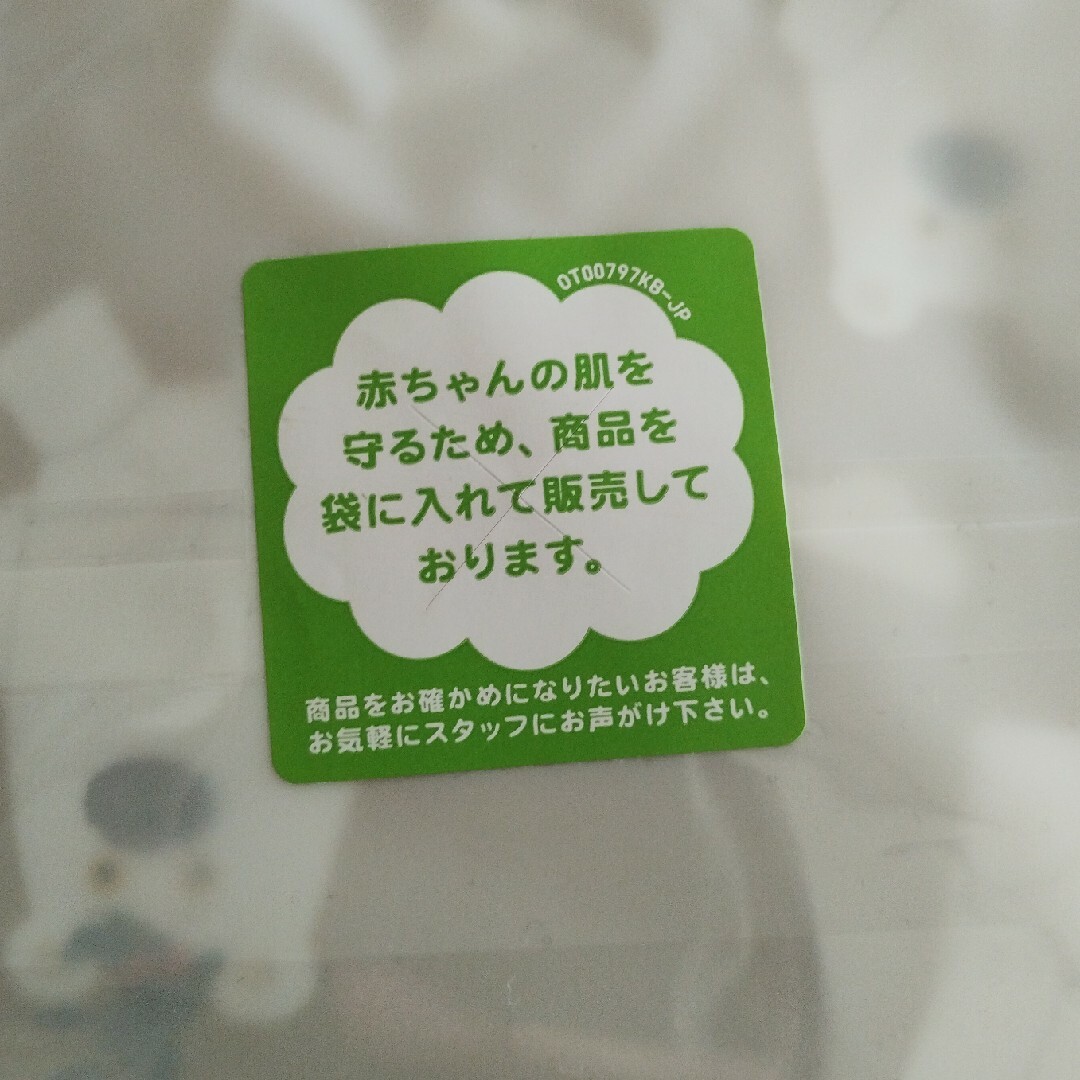 OT00797KB-JP
赤ちゃんの肌を
守るため、商品を
袋に入れて販売して
おります。
商品をお確かめになりたいお客様は、
お気軽にスタッフにお声がけ下さい。